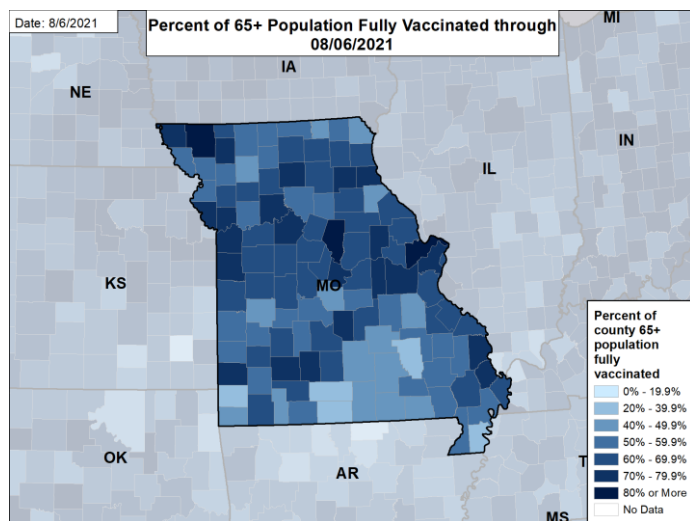 Date: 8/6/2021
Percent of 65+ Population Fully Vaccinated through
08/06/2021
MI
IA
NE
IN
IL
KS
MO
OK
AR
T
MS
Percent of
county 65+
population
fully
vaccinated
0% - 19.9%
20% - 39.9%
40% - 49.9%
50% - 59.9%
60% - 69.9%
70% - 79.9%
80% or More
No Data